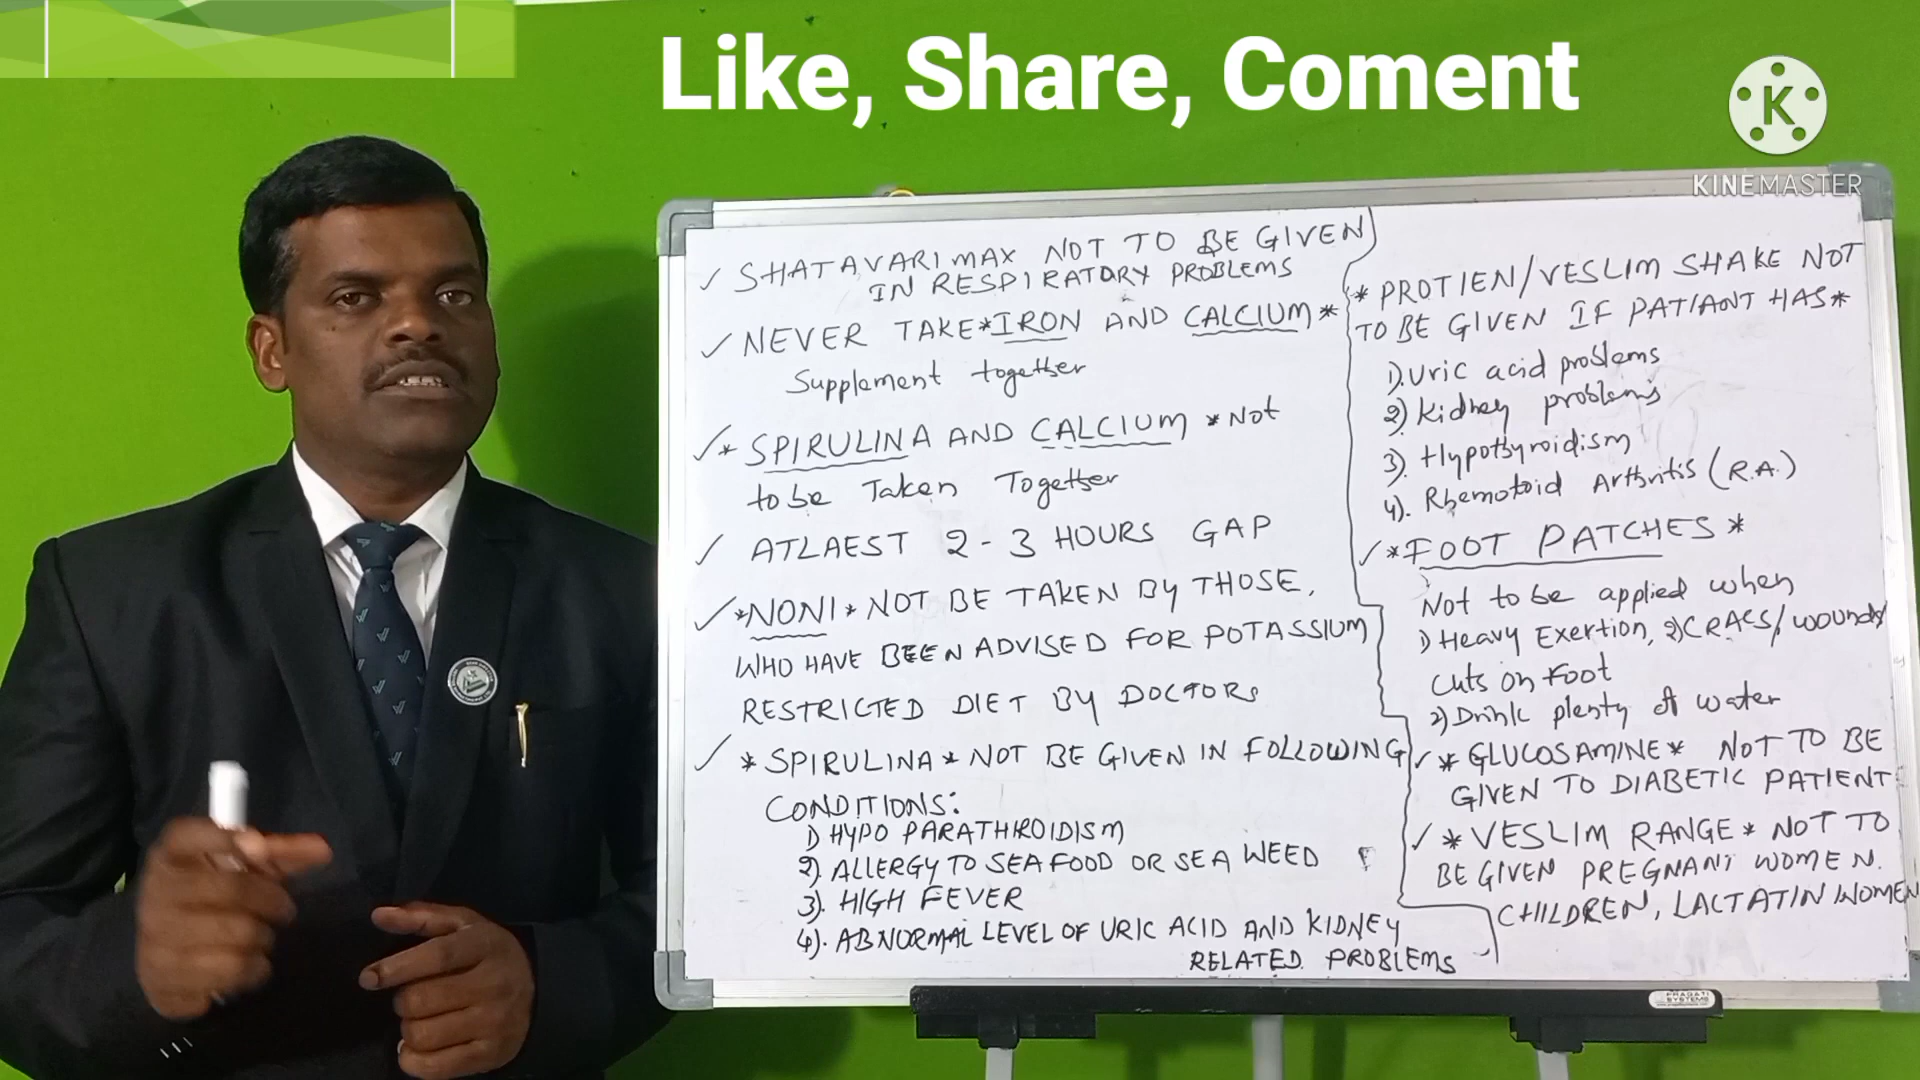 Like, Share, Coment
K
KINEMASTER
✓ SHATAVARI MAX NOT TO BE GIVEN
IN RESPIRATORY PROBLEMS
✓ NEVER TAKE*IRON AND CALCIUM*
Supplement together
✓* SPIRULINA AND CALCIUM * Not
to be Taken Together
✓ ATLAEST 2-3 HOURS GAP
✓ *NONI* NOT BE TAKEN BY THOSE,
WHO HAVE BEEN ADVISED FOR POTASSIUM
RESTRICTED DIET BY DOCTORS
✓ *SPIRULINA* NOT BE GIVEN IN FOLLOWING
CONDITIONS:
1) HYPO PARATHIROIDISM
2). ALLERGY TO SEA FOOD OR SEA WEED
3). HIGH FEVER
4). ABNORMAL LEVEL OF URIC ACID AND KIDNEY
RELATED PROBLEMS
* PROTIEN/VESLIM SHAKE NOT
TO BE GIVEN IF PATIANT HAS*
1). Uric acid problems
2) Kidney problems
3). Hypothyroidism
4). Rhemotoid Arthritis (R.A.)
✓ *FOOT PATCHES*
Not to be applied when
1) Heavy Exertion, 2) CRACS/wounds/
Cuts on Foot
2) Drink plenty of water
✓ * GLUCOSAMINE* NOT TO BE
GIVEN TO DIABETIC PATIENT
✓ *VESLIM RANGE* NOT TO
BE GIVEN PREGNANT WOMEN.
CHILDREN, LACTATIN WOMEN
PRAGATI SYSTEMS